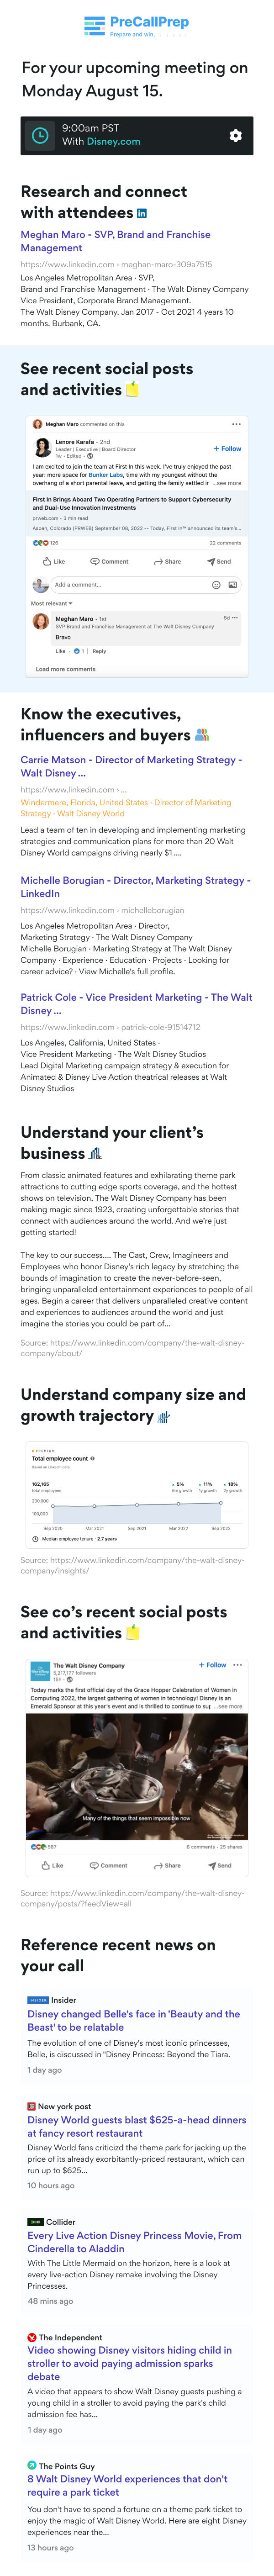 PreCallPrep
Prepare and win. . . . . .
For your upcoming meeting on
Monday August 15.
9:00am PST
With Disney.com
Research and connect
with attendees
Meghan Maro - SVP, Brand and Franchise
Management
https://www.linkedin.com › meghan-maro-309a7515
Los Angeles Metropolitan Area · SVP,
Brand and Franchise Management · The Walt Disney Company
Vice President, Corporate Brand Management.
The Walt Disney Company. Jan 2017 - Oct 2021 4 years 10
months. Burbank, CA.
See recent social posts
and activities
Meghan Maro commented on this
Lenore Karafa • 2nd
Leader | Executive | Board Director
1w • Edited •
+ Follow
I am excited to join the team at First In this week. I've thoroughly enjoyed the past
year: more space for Bunker Labs, time with my youngest without the
overhang of a short parental leave, and getting the family settled ir ...see more
First In Brings Aboard Two Operating Partners to Support Cybersecurity
and Dual-Use Innovation Investments
prweb.com • 3 min read
Aspen, Colorado (PRWEB) September 08, 2022 -- Today, First In™ announced its team's...
126
22 comments
Like
Comment
Share
Send
Add a comment...
Most relevant
Meghan Maro • 1st
5d
SVP Brand and Franchise Management at The Walt Disney Company
Bravo
Like · 1 | Reply
Load more comments
Know the executives,
influencers and buyers
Carrie Matson - Director of Marketing Strategy -
Walt Disney ...
https://www.linkedin.com › ...
Windermere, Florida, United States · Director of Marketing
Strategy · Walt Disney World
Lead a team of ten in developing and implementing marketing
strategies and communication plans for more than 20 Walt
Disney World campaigns driving nearly $1 ....
Michelle Borugian - Director, Marketing Strategy -
LinkedIn
https://www.linkedin.com › michelleborugian
Los Angeles Metropolitan Area · Director,
Marketing Strategy · The Walt Disney Company
Michelle Borugian · Marketing Strategy at The Walt Disney
Company · Experience · Education · Projects · Looking for
career advice? · View Michelle's full profile.
Patrick Cole - Vice President Marketing - The Walt
Disney ...
https://www.linkedin.com › patrick-cole-91514712
Los Angeles, California, United States ·
Vice President Marketing · The Walt Disney Studios
Lead Digital Marketing campaign strategy & execution for
Animated & Disney Live Action theatrical releases at Walt
Disney Studios
Understand your client's
business
From classic animated features and exhilarating theme park
attractions to cutting edge sports coverage, and the hottest
shows on television, The Walt Disney Company has been
making magic since 1923, creating unforgettable stories that
connect with audiences around the world. And we're just
getting started!
The key to our success.... The Cast, Crew, Imagineers and
Employees who honor Disney's rich legacy by stretching the
bounds of imagination to create the never-before-seen,
bringing unparalleled entertainment experiences to people of all
ages. Begin a career that delivers unparalleled creative content
and experiences to audiences around the world and just
imagine the stories you could be part of...
Source: https://www.linkedin.com/company/the-walt-disney-
company/about/
Understand company size and
growth trajectory
PREMIUM
Total employee count
Based on LinkedIn data
162,165
total employees
5%
6m growth
11%
1y growth
18%
2y growth
200,000
150,000
Sep 2020
Mar 2021
Sep 2021
Mar 2022
Sep 2022
Median employee tenure · 2.7 years
Source: https://www.linkedin.com/company/the-walt-disney-
company/insights/
See co's recent social posts
and activities
The Walt Disney Company
5,217,177 followers
16h •
+ Follow
Today marks the first official day of the Grace Hopper Celebration of Women in
Computing 2022, the largest gathering of women in technology! Disney is an
Emerald Sponsor at this year's event and is thrilled to continue to sup ...see more
Many of the things that seem impossible now
587
6 comments • 25 shares
Like
Comment
Share
Send
Source: https://www.linkedin.com/company/the-walt-disney-
company/posts/?feedView=all
Reference recent news on
your call
INSIDER Insider
Disney changed Belle's face in 'Beauty and the
Beast' to be relatable
The evolution of one of Disney's most iconic princesses,
Belle, is discussed in "Disney Princess: Beyond the Tiara.
1 day ago
New york post
Disney World guests blast $625-a-head dinners
at fancy resort restaurant
Disney World fans criticizd the theme park for jacking up the
price of its already exorbitantly-priced restaurant, which can
run up to $625...
10 hours ago
Collider
Every Live Action Disney Princess Movie, From
Cinderella to Aladdin
With The Little Mermaid on the horizon, here is a look at
every live-action Disney remake involving the Disney
Princesses.
48 mins ago
The Independent
Video showing Disney visitors hiding child in
stroller to avoid paying admission sparks
debate
A video that appears to show Walt Disney guests pushing a
young child in a stroller to avoid paying the park's child
admission fee has...
1 day ago
The Points Guy
8 Walt Disney World experiences that don't
require a park ticket
You don't have to spend a fortune on a theme park ticket to
enjoy the magic of Walt Disney World. Here are eight Disney
experiences near the...
13 hours ago